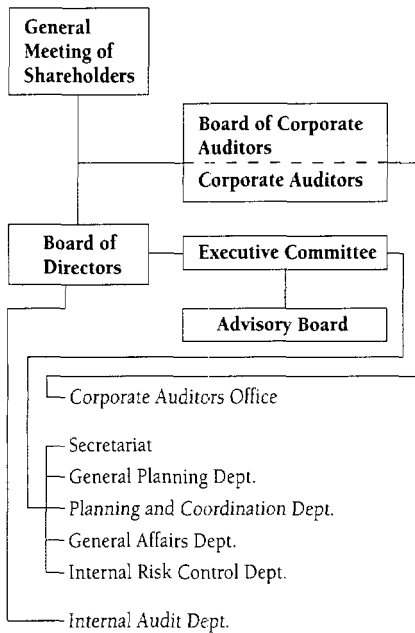 General
Meeting of
Shareholders
Board of Corporate
Auditors
Corporate Auditors
Board of
Directors
Executive Committee
Advisory Board
Corporate Auditors Office
Secretariat
General Planning Dept.
Planning and Coordination Dept.
General Affairs Dept.
Internal Risk Control Dept.
Internal Audit Dept.